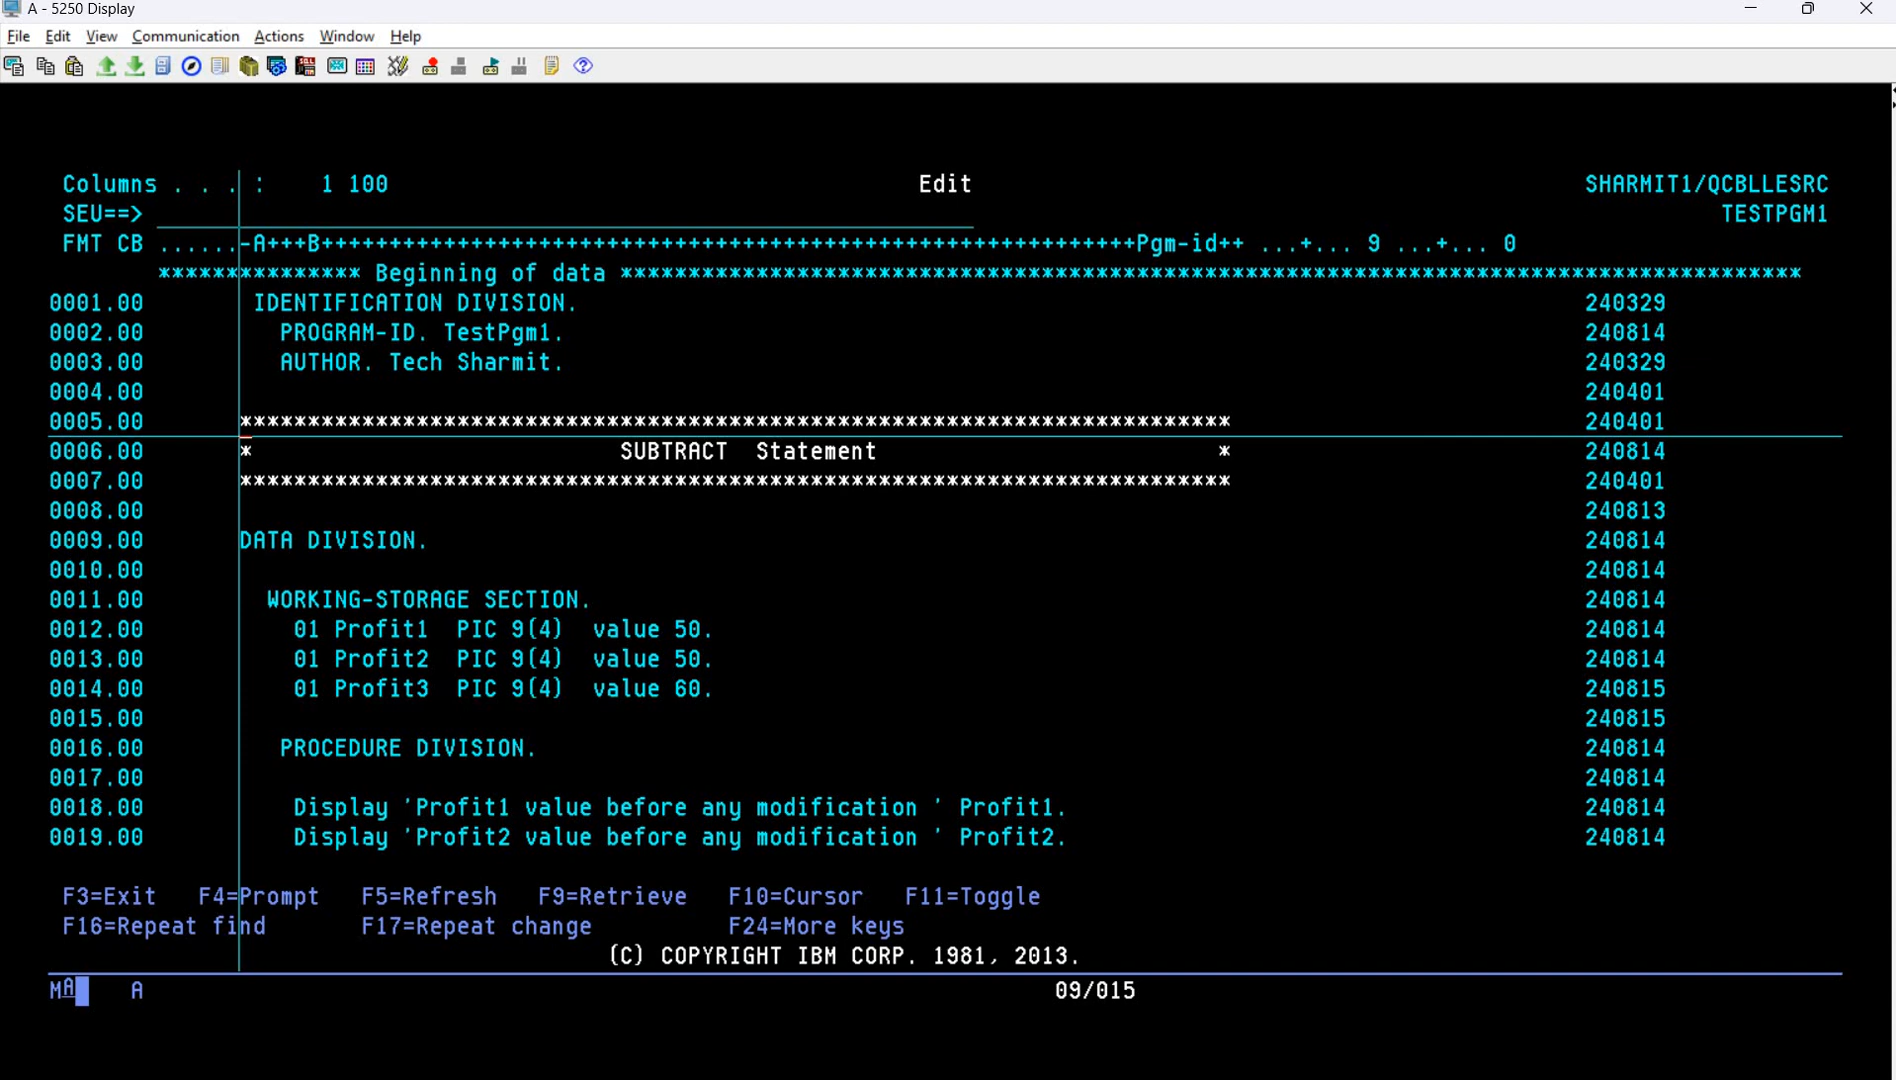 A - 5250 Display
File Edit View Communication Actions Window Help
Columns . . . :    1 100                                        Edit                                              SHARMIT1/QCBLLESRC
SEU==>                                                                                                                      TESTPGM1
FMT CB ......-A+++B++++++++++++++++++++++++++++++++++++++++++++++++++++++++++++Pgm-id++ ...+... 9 ...+... 0
*************** Beginning of data ***************************************************************************************
0001.00         IDENTIFICATION DIVISION.                                                                           240329
0002.00           PROGRAM-ID. TestPgm1.                                                                            240814
0003.00           AUTHOR. Tech Sharmit.                                                                            240329
0004.00                                                                                                            240401
0005.00        *************************************************************************                           240401
0006.00        *                           SUBTRACT  Statement                         *                           240814
0007.00        *************************************************************************                           240401
0008.00                                                                                                            240813
0009.00        DATA DIVISION.                                                                                      240814
0010.00                                                                                                            240814
0011.00          WORKING-STORAGE SECTION.                                                                          240814
0012.00            01 Profit1  PIC 9(4)  value 50.                                                                 240814
0013.00            01 Profit2  PIC 9(4)  value 50.                                                                 240814
0014.00            01 Profit3  PIC 9(4)  value 60.                                                                 240815
0015.00                                                                                                            240815
0016.00           PROCEDURE DIVISION.                                                                              240814
0017.00                                                                                                            240814
0018.00            Display 'Profit1 value before any modification ' Profit1.                                       240814
0019.00            Display 'Profit2 value before any modification ' Profit2.                                       240814
F3=Exit   F4=Prompt   F5=Refresh   F9=Retrieve   F10=Cursor   F11=Toggle
F16=Repeat find       F17=Repeat change          F24=More keys
(C) COPYRIGHT IBM CORP. 1981, 2013.
MA    A                                                                    09/015